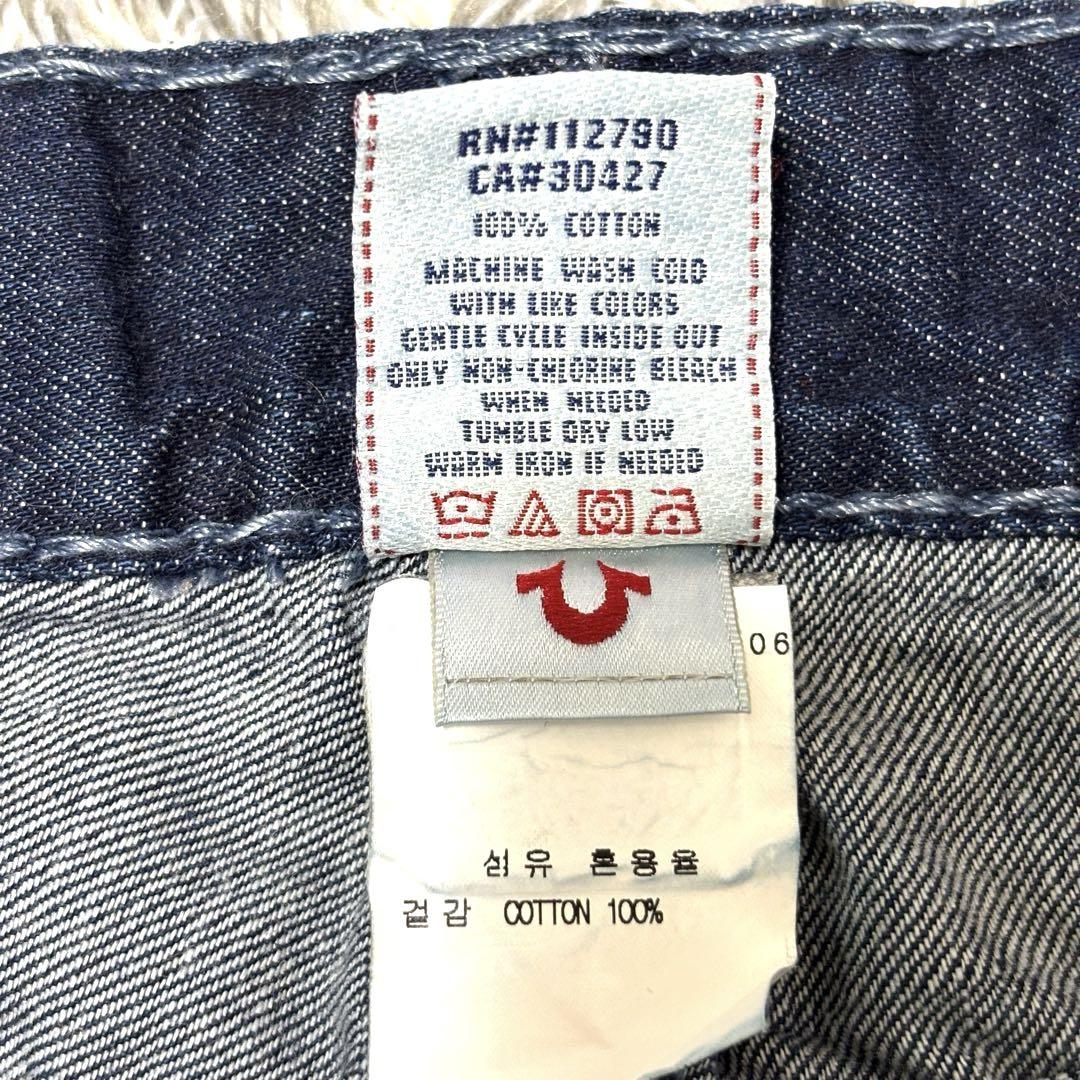 RN#112790
CA#30427
100% COTTON
MACHINE WASH COLD
WITH LIKE COLORS
GENTLE CYCLE INSIDE OUT
ONLY NON-CHLORINE BLEACH
WHEN NEEDED
TUMBLE DRY LOW
WARM IRON IF NEEDED
06
섬유 혼용율
겉감 COTTON 100%